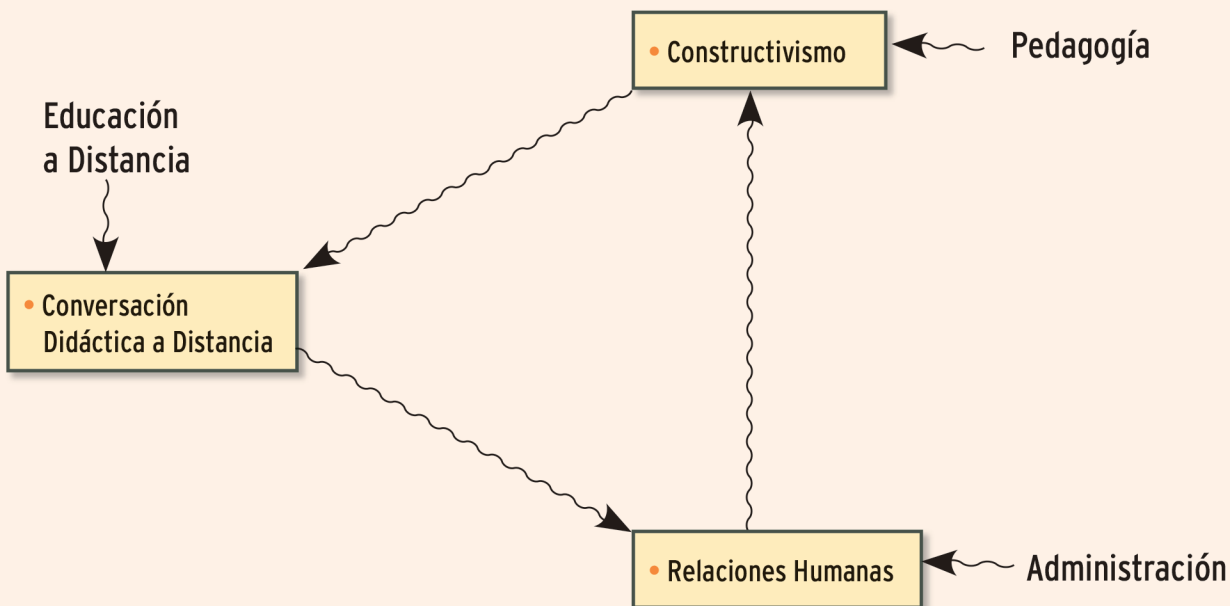 • Constructivismo
Pedagogía
Educación
a Distancia
• Conversación
Didáctica a Distancia
• Relaciones Humanas
Administración